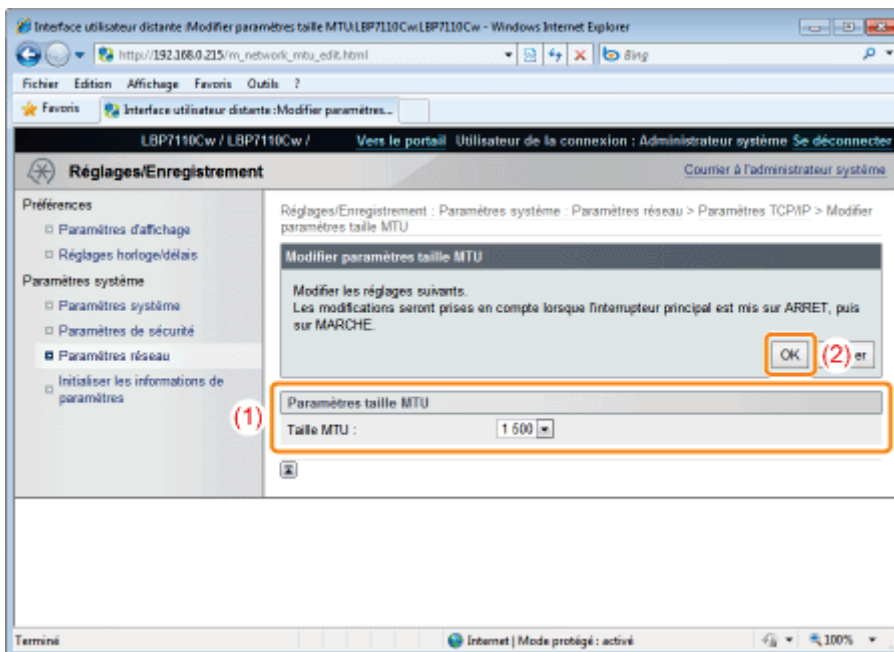 Interface utilisateur distante :Modifier paramètres taille MTU:LBP7110Cw:LBP7110Cw - Windows Internet Explorer
http://192.168.0.215/m_network_mtu_edit.html
Bing
Fichier Edition Affichage Favoris Outils ?
Favoris Interface utilisateur distante :Modifier paramètres...
LBP7110Cw / LBP7110Cw / Vers le portail Utilisateur de la connexion : Administrateur système Se déconnecter
Réglages/Enregistrement Courrier à l'administrateur système
Préférences
Paramètres d'affichage
Réglages horloge/délais
Paramètres système
Paramètres système
Paramètres de sécurité
Paramètres réseau
Initialiser les informations de
paramètres
Réglages/Enregistrement : Paramètres système : Paramètres réseau > Paramètres TCP/IP > Modifier
paramètres taille MTU
Modifier paramètres taille MTU
Modifier les réglages suivants.
Les modifications seront prises en compte lorsque l'interrupteur principal est mis sur ARRET, puis
sur MARCHE.
OK (2) er
(1)
Paramètres taille MTU
Taille MTU : 1 500
Terminé Internet | Mode protégé : activé 100%